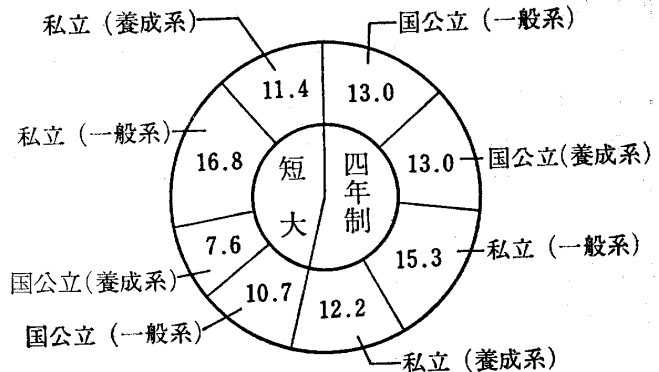 私立（養成系）
国公立（一般系）
11.4
13.0
私立（一般系）
16.8
13.0
国公立（養成系）
短大
四年制
7.6
15.3
私立（一般系）
国公立（養成系）
10.7
12.2
国公立（一般系）
私立（養成系）